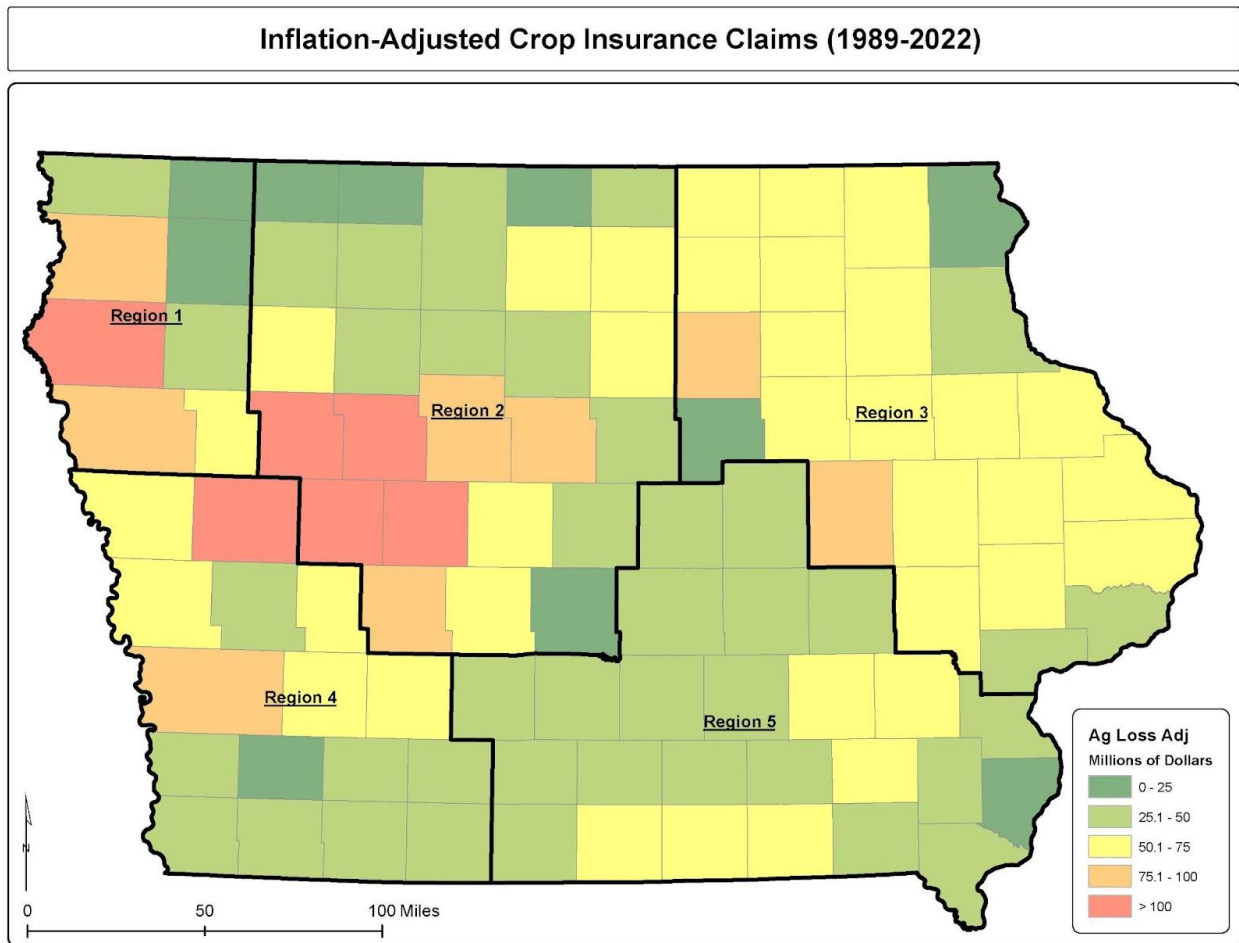 Inflation-Adjusted Crop Insurance Claims (1989-2022)
Region 1
Region 2
Region 3
Region 4
Region 5
Ag Loss Adj
Millions of Dollars
0 - 25
25.1 - 50
50.1 - 75
75.1 - 100
> 100
N
0 50 100 Miles